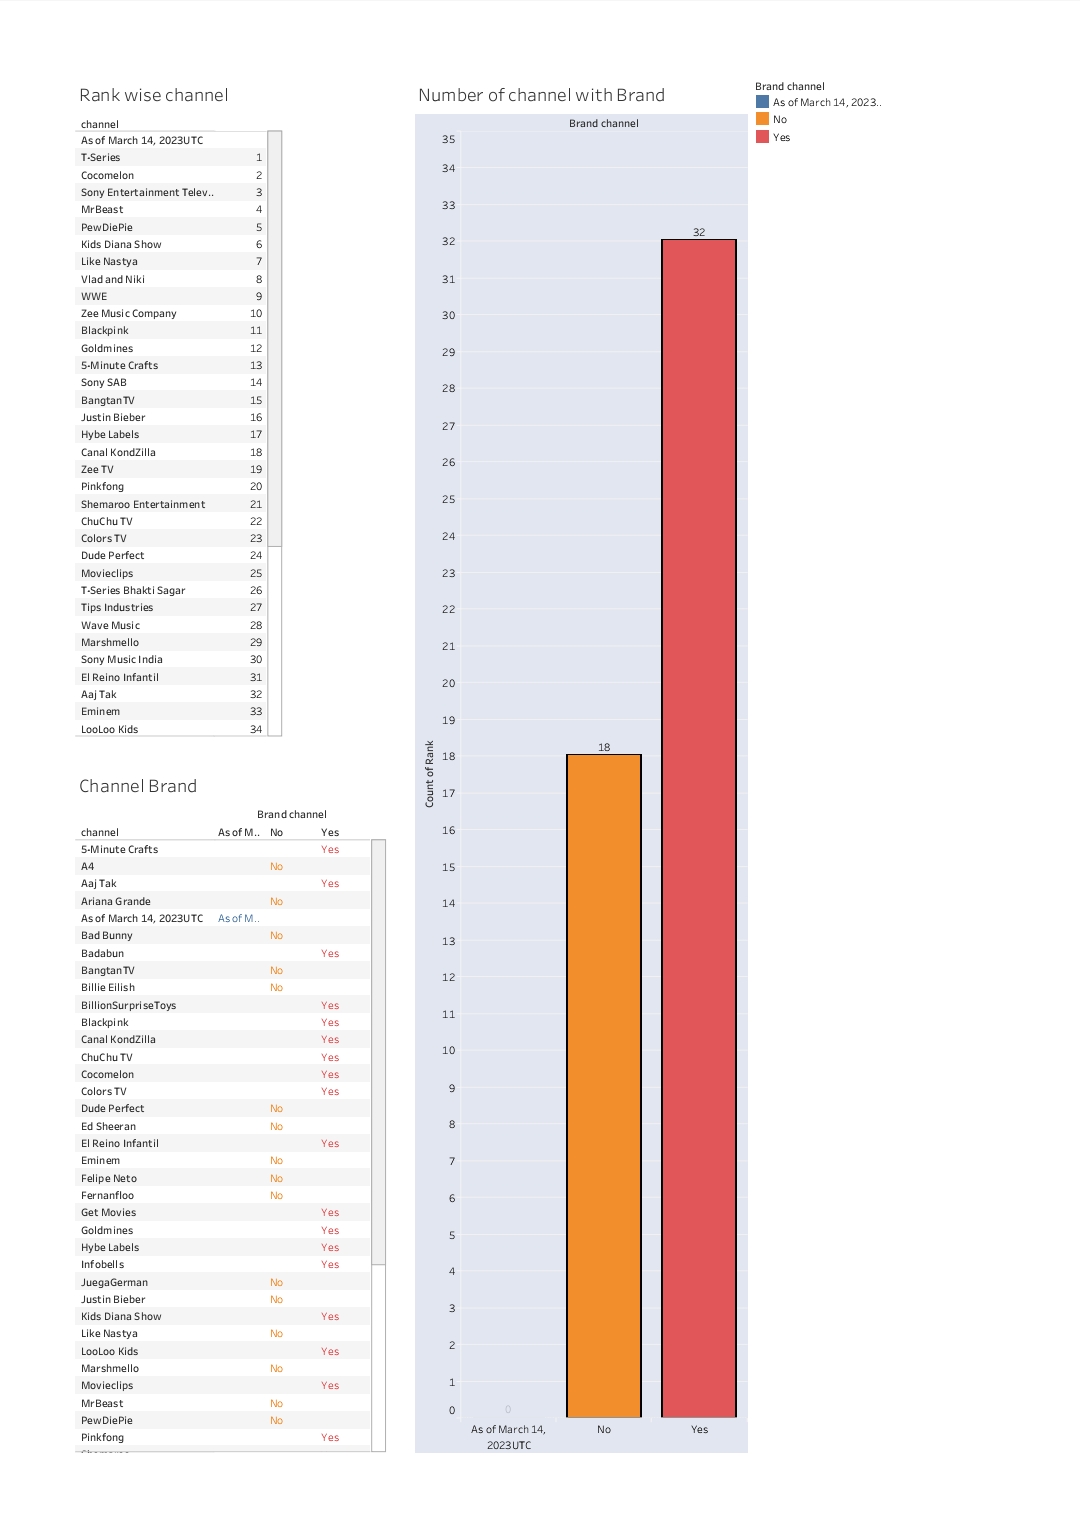 Rank wise channel
channel
As of March 14, 2023UTC
T-Series 1
Cocomelon 2
Sony Entertainment Telev.. 3
MrBeast 4
PewDiePie 5
Kids Diana Show 6
Like Nastya 7
Vlad and Niki 8
WWE 9
Zee Music Company 10
Blackpink 11
Goldmines 12
5-Minute Crafts 13
Sony SAB 14
BangtanTV 15
Justin Bieber 16
Hybe Labels 17
Canal KondZilla 18
Zee TV 19
Pinkfong 20
Shemaroo Entertainment 21
ChuChu TV 22
Colors TV 23
Dude Perfect 24
Movieclips 25
T-Series Bhakti Sagar 26
Tips Industries 27
Wave Music 28
Marshmello 29
Sony Music India 30
El Reino Infantil 31
Aaj Tak 32
Eminem 33
LooLoo Kids 34
Channel Brand
Brand channel
channel As of M.. No Yes
5-Minute Crafts Yes
A4 No
Aaj Tak Yes
Ariana Grande No
As of March 14, 2023UTC As of M..
Bad Bunny No
Badabun Yes
BangtanTV No
Billie Eilish No
BillionSurpriseToys Yes
Blackpink Yes
Canal KondZilla Yes
ChuChu TV Yes
Cocomelon Yes
Colors TV Yes
Dude Perfect No
Ed Sheeran No
El Reino Infantil Yes
Eminem No
Felipe Neto No
Fernanfloo No
Get Movies Yes
Goldmines Yes
Hybe Labels Yes
Infobells Yes
JuegaGerman No
Justin Bieber No
Kids Diana Show Yes
Like Nastya No
LooLoo Kids Yes
Marshmello No
Movieclips Yes
MrBeast No
PewDiePie No
Pinkfong Yes
Number of channel with Brand
Brand channel
35
34
33
32
31
30
29
28
27
26
25
24
23
22
21
20
19
18
17
16
15
14
13
12
11
10
9
8
7
6
5
4
3
2
1
0
Count of Rank
0
18
32
As of March 14,
2023UTC
No
Yes
Brand channel
As of March 14, 2023..
No
Yes